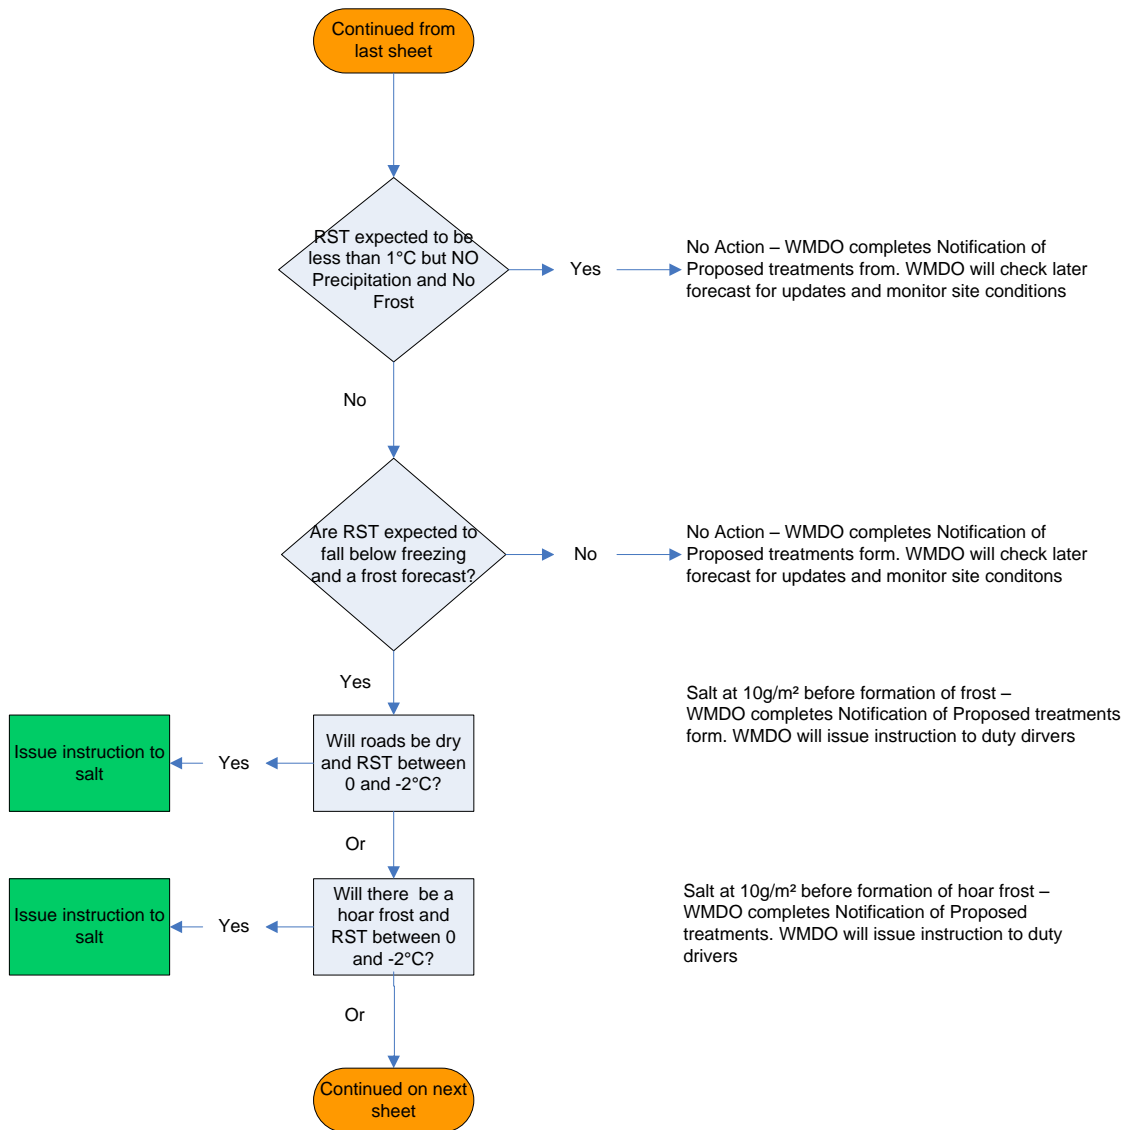 Continued from
last sheet
RST expected to be
less than 1°C but NO
Precipitation and No
Frost
Yes
No Action – WMDO completes Notification of
Proposed treatments from. WMDO will check later
forecast for updates and monitor site conditions
No
Are RST expected to
fall below freezing
and a frost forecast?
No
No Action – WMDO completes Notification of
Proposed treatments form. WMDO will check later
forecast for updates and monitor site conditons
Yes
Salt at 10g/m² before formation of frost –
WMDO completes Notification of Proposed treatments
form. WMDO will issue instruction to duty dirvers
Issue instruction to
salt
Yes
Will roads be dry
and RST between
0 and -2°C?
Or
Issue instruction to
salt
Yes
Will there  be a
hoar frost and
RST between 0
and -2°C?
Salt at 10g/m² before formation of hoar frost –
WMDO completes Notification of Proposed
treatments. WMDO will issue instruction to duty
drivers
Or
Continued on next
sheet